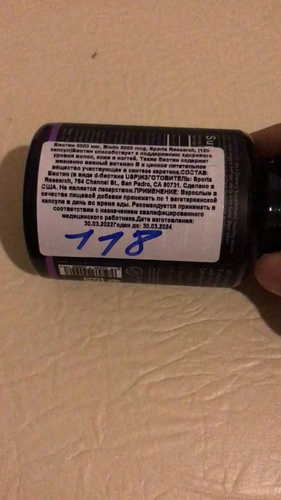 Биотин 5000 мкг, Biotin 5000 mcg, Sports Research, (120
капсул)Биотин способствует к поддержанию здорового
уровня волос, кожи и ногтей. Также биотин содержит
немаловажный витамин В и ценное питательное
вещество участвующее в синтезе кератина.СОСТАВ:
Биотин (в виде d-биотина USP)ИЗГОТОВИТЕЛЬ: Sports
Research, 784 Channel St., San Pedro, CA 90731. Сделано в
США. Не является лекарством.ПРИМЕНЕНИЕ: Взрослым в
качестве пищевой добавки принимать по 1 вегетарианской
капсуле в день во время еды. Рекомендуется принимать в
соответствии с назначением квалифицированного
медицинского работника.Дата изготовления:
30.03.2022Годен до: 30.03.2024
118